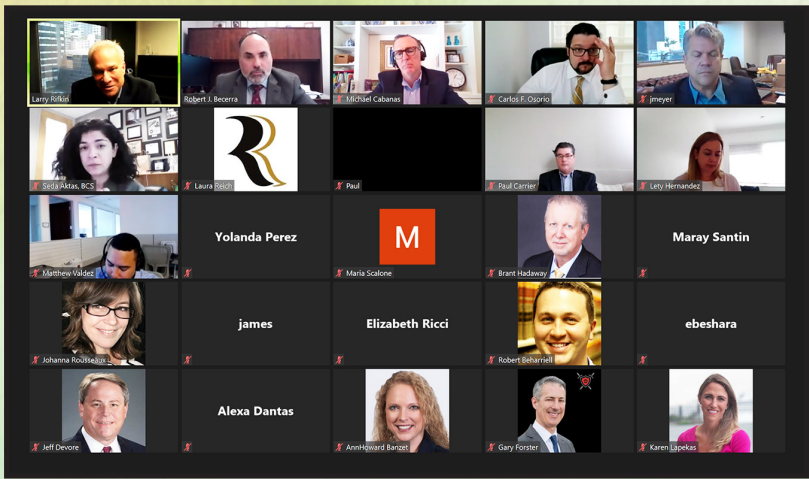 Larry Rifkin
Robert J. Becerra
Michael Cabanas
Carlos F. Osorio
jmeyer
Seda Aktas, BCS
R
Laura Reich
Paul
Paul Carrier
Lety Hernandez
Matthew Valdez
Yolanda Perez
M
Maria Scalone
Brant Hadaway
Maray Santin
Johanna Rousseaux
james
Elizabeth Ricci
Robert Beharriell
ebeshara
Jeff Devore
Alexa Dantas
AnnHoward Banzet
Gary Forster
Karen Lapekas